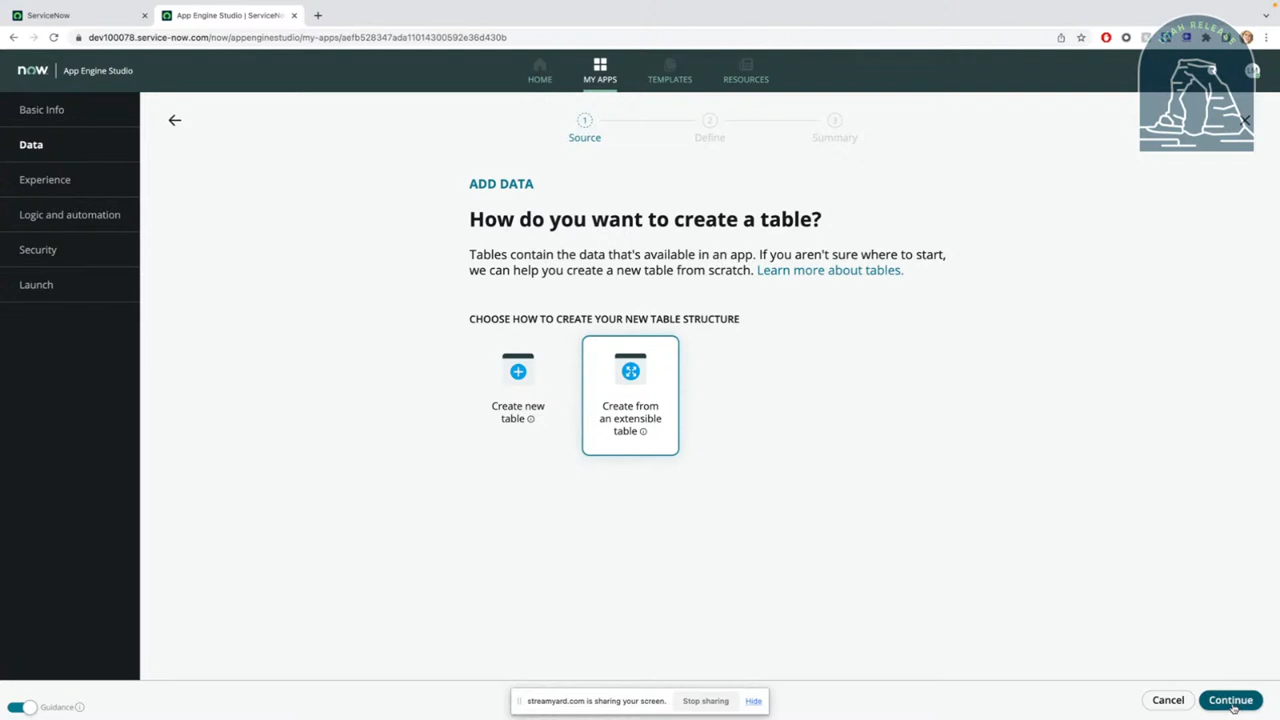 ServiceNow
App Engine Studio | ServiceNo
dev100078.service-now.com/now/appenginestudio/my-apps/aefb528347ada11014300592e36d430b
now
App Engine Studio
HOME
MY APPS
TEMPLATES
RESOURCES
RELEASE
Basic Info
Data
Experience
Logic and automation
Security
Launch
1
Source
2
Define
3
Summary
ADD DATA
How do you want to create a table?
Tables contain the data that's available in an app. If you aren't sure where to start,
we can help you create a new table from scratch. Learn more about tables.
CHOOSE HOW TO CREATE YOUR NEW TABLE STRUCTURE
Create new
table
Create from
an extensible
table
Guidance
streamyard.com is sharing your screen.
Stop sharing
Hide
Cancel
Continue